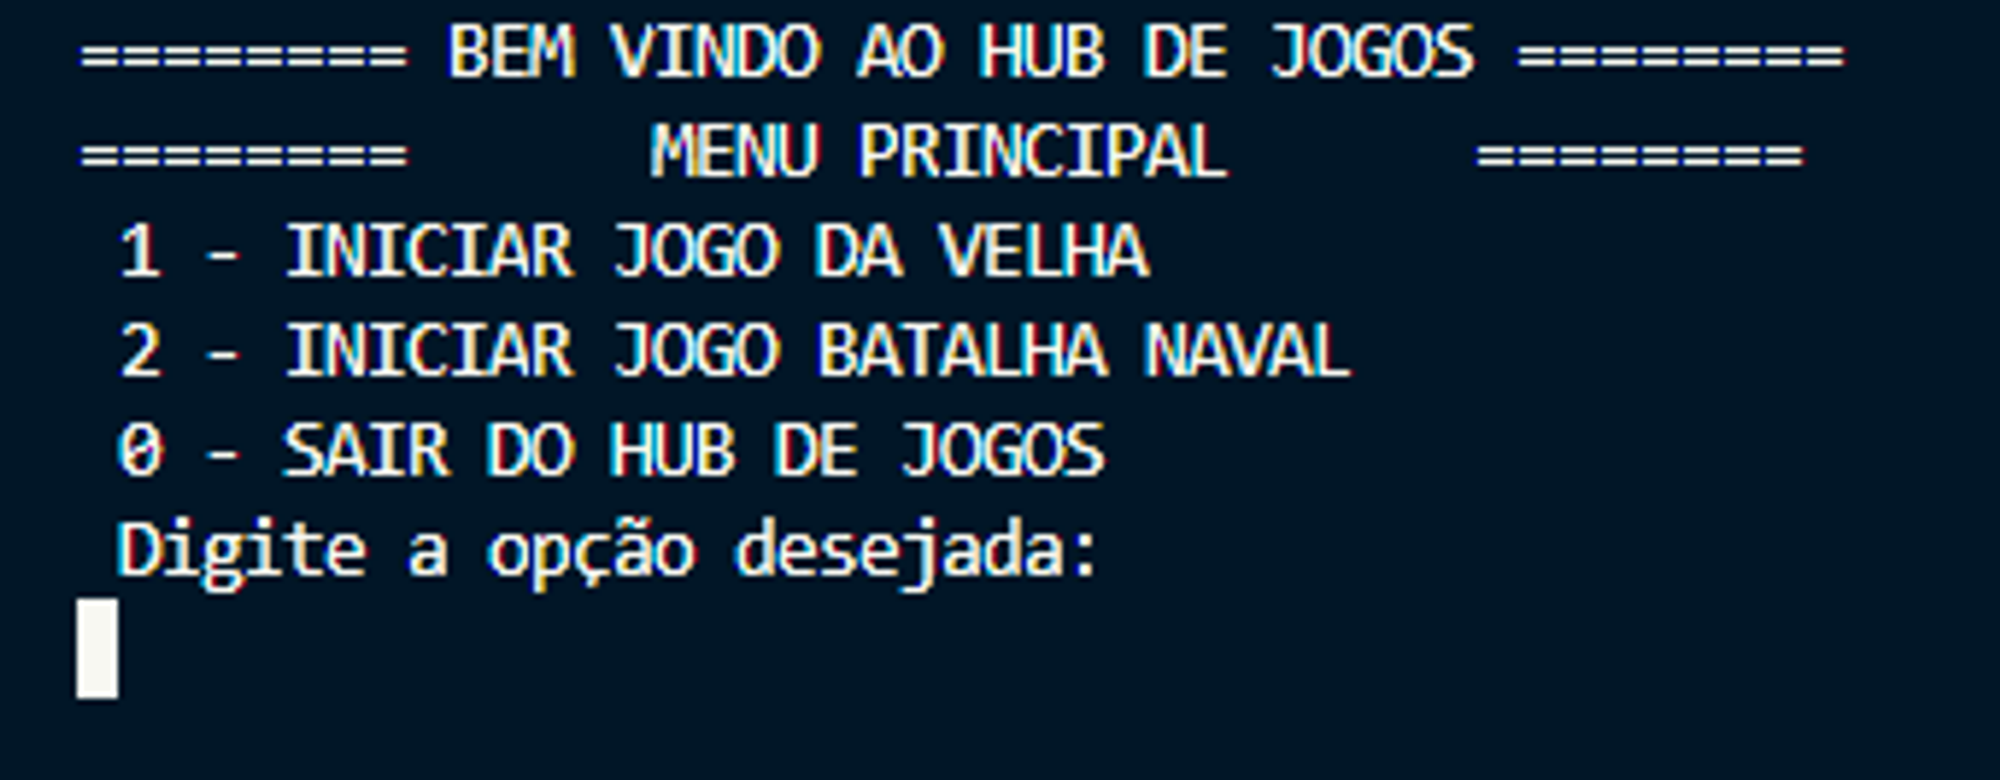 ======== BEM VINDO AO HUB DE JOGOS ========
========      MENU PRINCIPAL      ========
1 - INICIAR JOGO DA VELHA
2 - INICIAR JOGO BATALHA NAVAL
0 - SAIR DO HUB DE JOGOS
Digite a opção desejada: